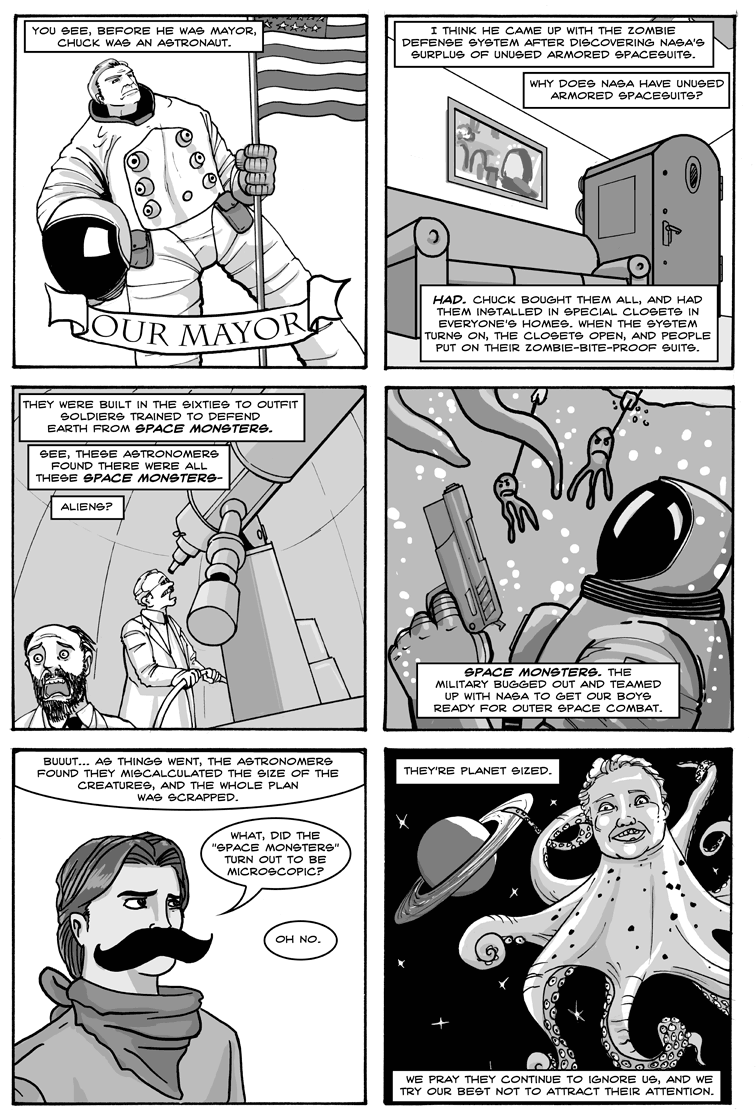 YOU SEE, BEFORE HE WAS MAYOR,
CHUCK WAS AN ASTRONAUT.
OUR MAYOR
I THINK HE CAME UP WITH THE ZOMBIE
DEFENSE SYSTEM AFTER DISCOVERING NASA'S
SURPLUS OF UNUSED ARMORED SPACESUITS.
WHY DOES NASA HAVE UNUSED
ARMORED SPACESUITS?
HAD. CHUCK BOUGHT THEM ALL, AND HAD
THEM INSTALLED IN SPECIAL CLOSETS IN
EVERYONE'S HOMES. WHEN THE SYSTEM
TURNS ON, THE CLOSETS OPEN, AND PEOPLE
PUT ON THEIR ZOMBIE-BITE-PROOF SUITS.
THEY WERE BUILT IN THE SIXTIES TO OUTFIT
SOLDIERS TRAINED TO DEFEND
EARTH FROM SPACE MONSTERS.
SEE, THESE ASTRONOMERS
FOUND THERE WERE ALL
THESE SPACE MONSTERS-
ALIENS?
SPACE MONSTERS. THE
MILITARY BUGGED OUT AND TEAMED
UP WITH NASA TO GET OUR BOYS
READY FOR OUTER SPACE COMBAT.
BUUUT... AS THINGS WENT, THE ASTRONOMERS
FOUND THEY MISCALCULATED THE SIZE OF THE
CREATURES, AND THE WHOLE PLAN
WAS SCRAPPED.
WHAT, DID THE
"SPACE MONSTERS"
TURN OUT TO BE
MICROSCOPIC?
OH NO.
THEY'RE PLANET SIZED.
WE PRAY THEY CONTINUE TO IGNORE US, AND WE
TRY OUR BEST NOT TO ATTRACT THEIR ATTENTION.